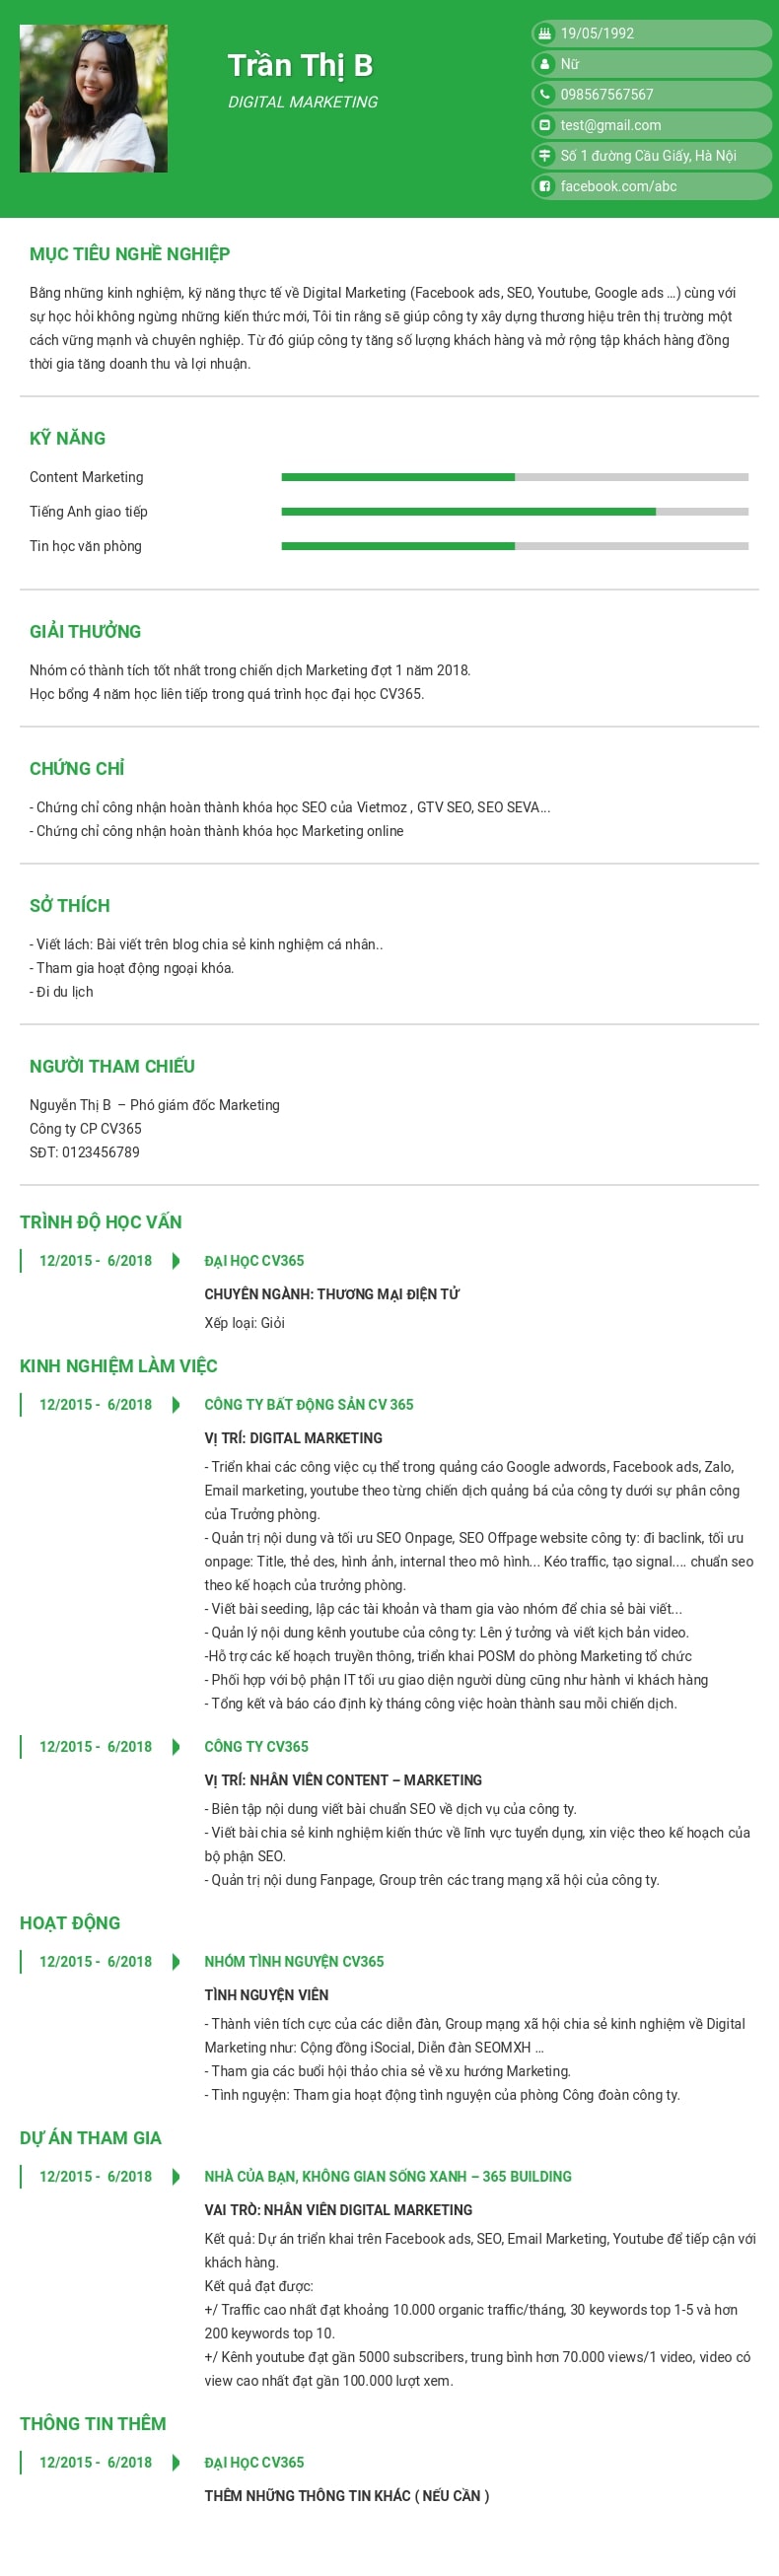 Trần Thị B
DIGITAL MARKETING
19/05/1992
Nữ
098567567567
test@gmail.com
Số 1 đường Cầu Giấy, Hà Nội
facebook.com/abc
MỤC TIÊU NGHỀ NGHIỆP
Bằng những kinh nghiệm, kỹ năng thực tế về Digital Marketing (Facebook ads, SEO, Youtube, Google ads ...) cùng với
sự học hỏi không ngừng những kiến thức mới, Tôi tin rằng sẽ giúp công ty xây dựng thương hiệu trên thị trường một
cách vững mạnh và chuyên nghiệp. Từ đó giúp công ty tăng số lượng khách hàng và mở rộng tập khách hàng đồng
thời gia tăng doanh thu và lợi nhuận.
KỸ NĂNG
Content Marketing
Tiếng Anh giao tiếp
Tin học văn phòng
GIẢI THƯỞNG
Nhóm có thành tích tốt nhất trong chiến dịch Marketing đợt 1 năm 2018.
Học bổng 4 năm học liên tiếp trong quá trình học đại học CV365.
CHỨNG CHỈ
- Chứng chỉ công nhận hoàn thành khóa học SEO của Vietmoz , GTV SEO, SEO SEVA...
- Chứng chỉ công nhận hoàn thành khóa học Marketing online
SỞ THÍCH
- Viết lách: Bài viết trên blog chia sẻ kinh nghiệm cá nhân..
- Tham gia hoạt động ngoại khóa.
- Đi du lịch
NGƯỜI THAM CHIẾU
Nguyễn Thị B – Phó giám đốc Marketing
Công ty CP CV365
SĐT: 0123456789
TRÌNH ĐỘ HỌC VẤN
12/2015 - 6/2018 ĐẠI HỌC CV365
CHUYÊN NGÀNH: THƯƠNG MẠI ĐIỆN TỬ
Xếp loại: Giỏi
KINH NGHIỆM LÀM VIỆC
12/2015 - 6/2018 CÔNG TY BẤT ĐỘNG SẢN CV 365
VỊ TRÍ: DIGITAL MARKETING
- Triển khai các công việc cụ thể trong quảng cáo Google adwords, Facebook ads, Zalo,
Email marketing, youtube theo từng chiến dịch quảng bá của công ty dưới sự phân công
của Trưởng phòng.
- Quản trị nội dung và tối ưu SEO Onpage, SEO Offpage website công ty: đi baclink, tối ưu
onpage: Title, thẻ des, hình ảnh, internal theo mô hình... Kéo traffic, tạo signal.... chuẩn seo
theo kế hoạch của trưởng phòng.
- Viết bài seeding, lập các tài khoản và tham gia vào nhóm để chia sẻ bài viết...
- Quản lý nội dung kênh youtube của công ty: Lên ý tưởng và viết kịch bản video.
-Hỗ trợ các kế hoạch truyền thông, triển khai POSM do phòng Marketing tổ chức
- Phối hợp với bộ phận IT tối ưu giao diện người dùng cũng như hành vi khách hàng
- Tổng kết và báo cáo định kỳ tháng công việc hoàn thành sau mỗi chiến dịch.
12/2015 - 6/2018 CÔNG TY CV365
VỊ TRÍ: NHÂN VIÊN CONTENT – MARKETING
- Biên tập nội dung viết bài chuẩn SEO về dịch vụ của công ty.
- Viết bài chia sẻ kinh nghiệm kiến thức về lĩnh vực tuyển dụng, xin việc theo kế hoạch của
bộ phận SEO.
- Quản trị nội dung Fanpage, Group trên các trang mạng xã hội của công ty.
HOẠT ĐỘNG
12/2015 - 6/2018 NHÓM TÌNH NGUYỆN CV365
TÌNH NGUYỆN VIÊN
- Thành viên tích cực của các diễn đàn, Group mạng xã hội chia sẻ kinh nghiệm về Digital
Marketing như: Cộng đồng iSocial, Diễn đàn SEOMXH ...
- Tham gia các buổi hội thảo chia sẻ về xu hướng Marketing.
- Tình nguyện: Tham gia hoạt động tình nguyện của phòng Công đoàn công ty.
DỰ ÁN THAM GIA
12/2015 - 6/2018 NHÀ CỦA BẠN, KHÔNG GIAN SỐNG XANH – 365 BUILDING
VAI TRÒ: NHÂN VIÊN DIGITAL MARKETING
Kết quả: Dự án triển khai trên Facebook ads, SEO, Email Marketing, Youtube để tiếp cận với
khách hàng.
Kết quả đạt được:
+/ Traffic cao nhất đạt khoảng 10.000 organic traffic/tháng, 30 keywords top 1-5 và hơn
200 keywords top 10.
+/ Kênh youtube đạt gần 5000 subscribers, trung bình hơn 70.000 views/1 video, video có
view cao nhất đạt gần 100.000 lượt xem.
THÔNG TIN THÊM
12/2015 - 6/2018 ĐẠI HỌC CV365
THÊM NHỮNG THÔNG TIN KHÁC ( NẾU CẦN )